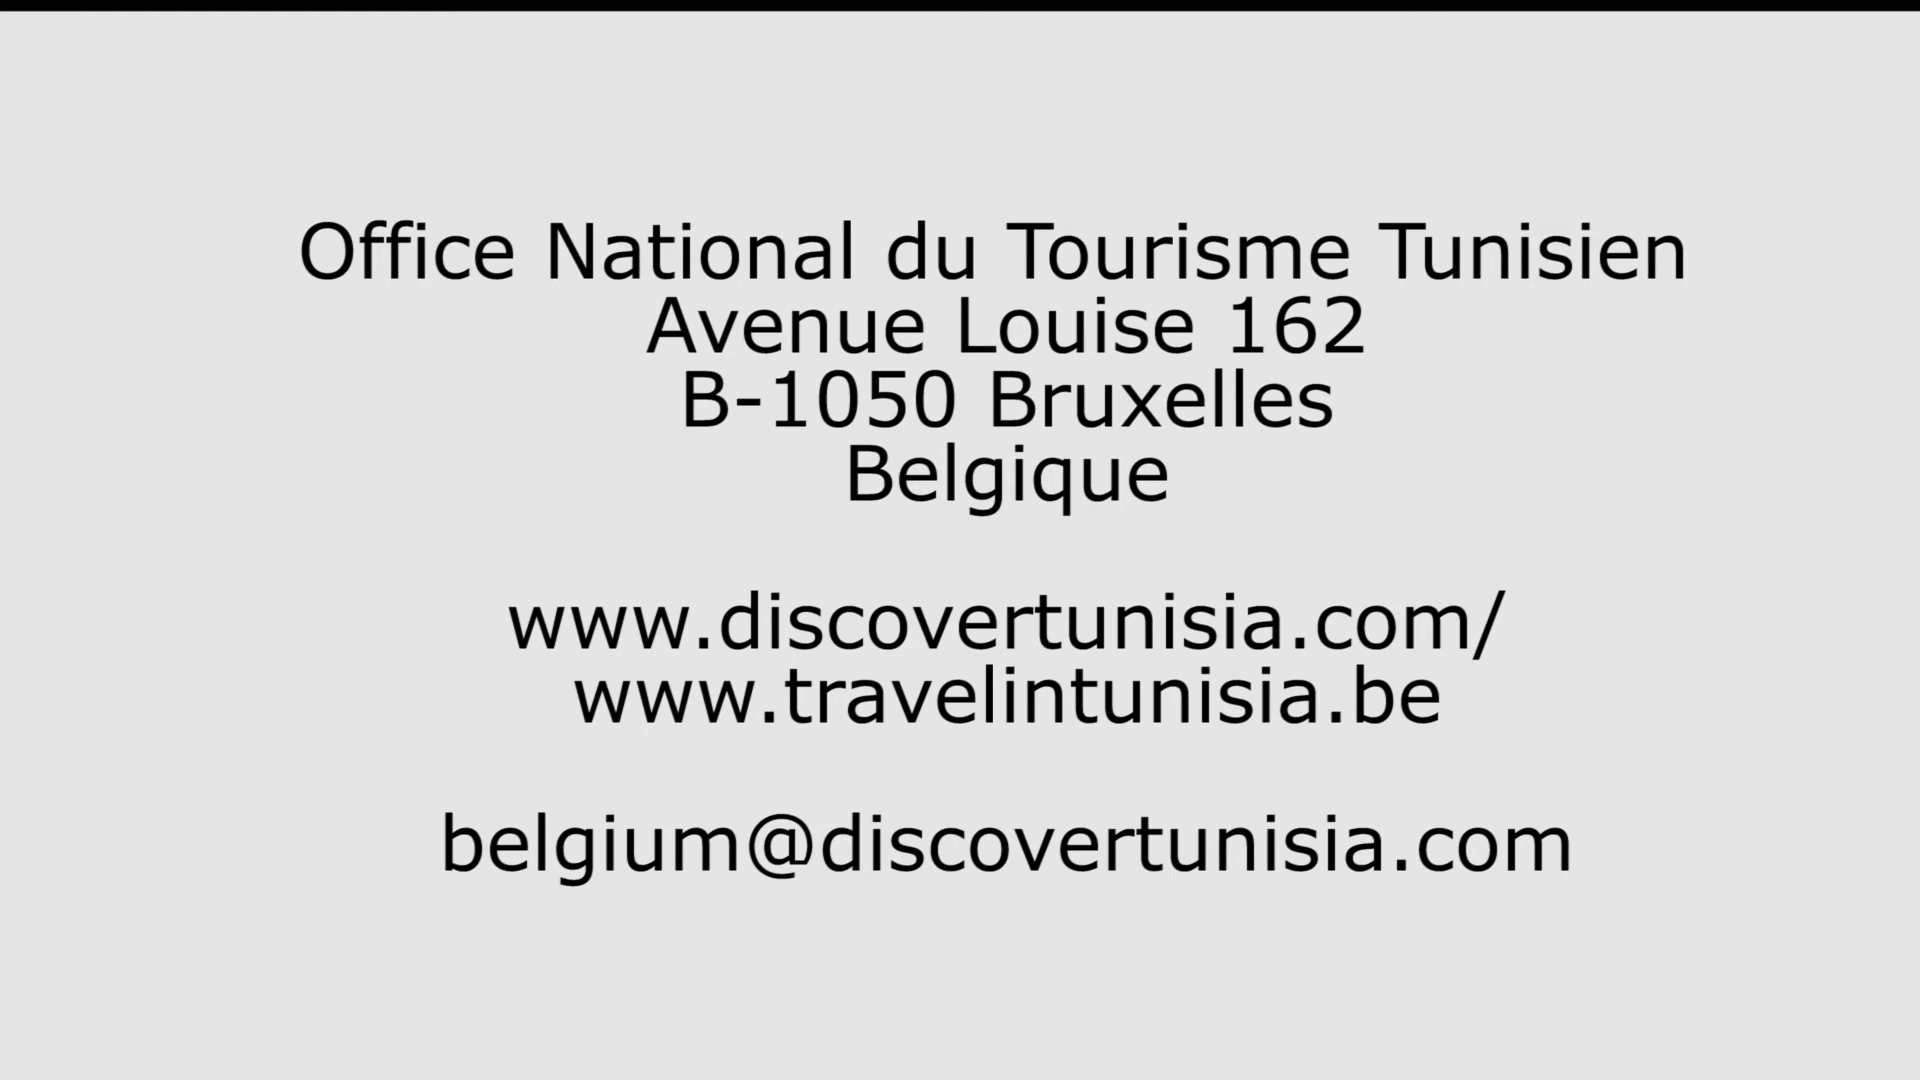 Office National du Tourisme Tunisien
Avenue Louise 162
B-1050 Bruxelles
Belgique
www.discovertunisia.com/
www.travelintunisia.be
belgium@discovertunisia.com